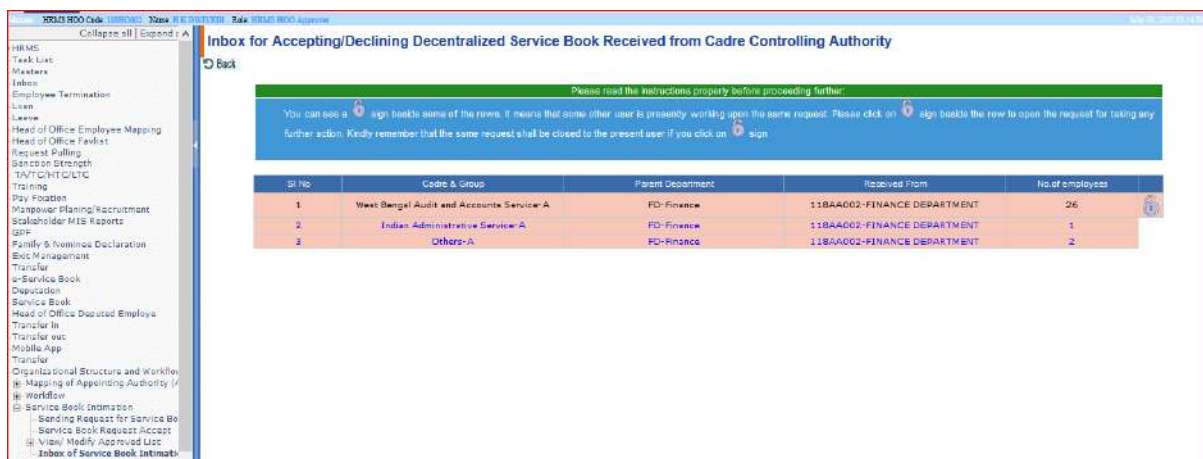 HRMS HOO Code Name Role HRMS HOO Approver
Collapse all | Expand
HRMS
Task List
Masters
Inbox
Employee Termination
Loan
Leave
Head of Office Employee Mapping
Head of Office Favlist
Request Pulling
Sanction Strength
TA/TC/HTC/LTC
Training
Pay Fixation
Manpower Planing/Recruitment
Stakeholder MIS Reports
GPF
Family & Nominee Declaration
Exit Management
Transfer
e-Service Book
Deputation
Service Book
Head of Office Deputed Employe
Transfer in
Transfer out
Mobile App
Transfer
Organizational Structure and Workflow
Mapping of Appointing Authority (A
Workflow
Service Book Intimation
Sending Request for Service Bo
Service Book Request Accept
View/ Modify Approved List
Inbox of Service Book Intimati
Inbox for Accepting/Declining Decentralized Service Book Received from Cadre Controlling Authority
Back
Please read the instructions properly before proceeding further:
You can see a sign beside some of the rows. It means that some other user is presently working upon the same request. Please click on sign beside the row to open the request for taking any
further action. Kindly remember that the same request shall be closed to the present user if you click on sign
Sl No Cadre & Group Parent Department Received From No.of employees
1 West Bengal Audit and Accounts Service-A FD-Finance 118AA002-FINANCE DEPARTMENT 26
2 Indian Administrative Service-A FD-Finance 118AA002-FINANCE DEPARTMENT 1
3 Others-A FD-Finance 118AA002-FINANCE DEPARTMENT 2